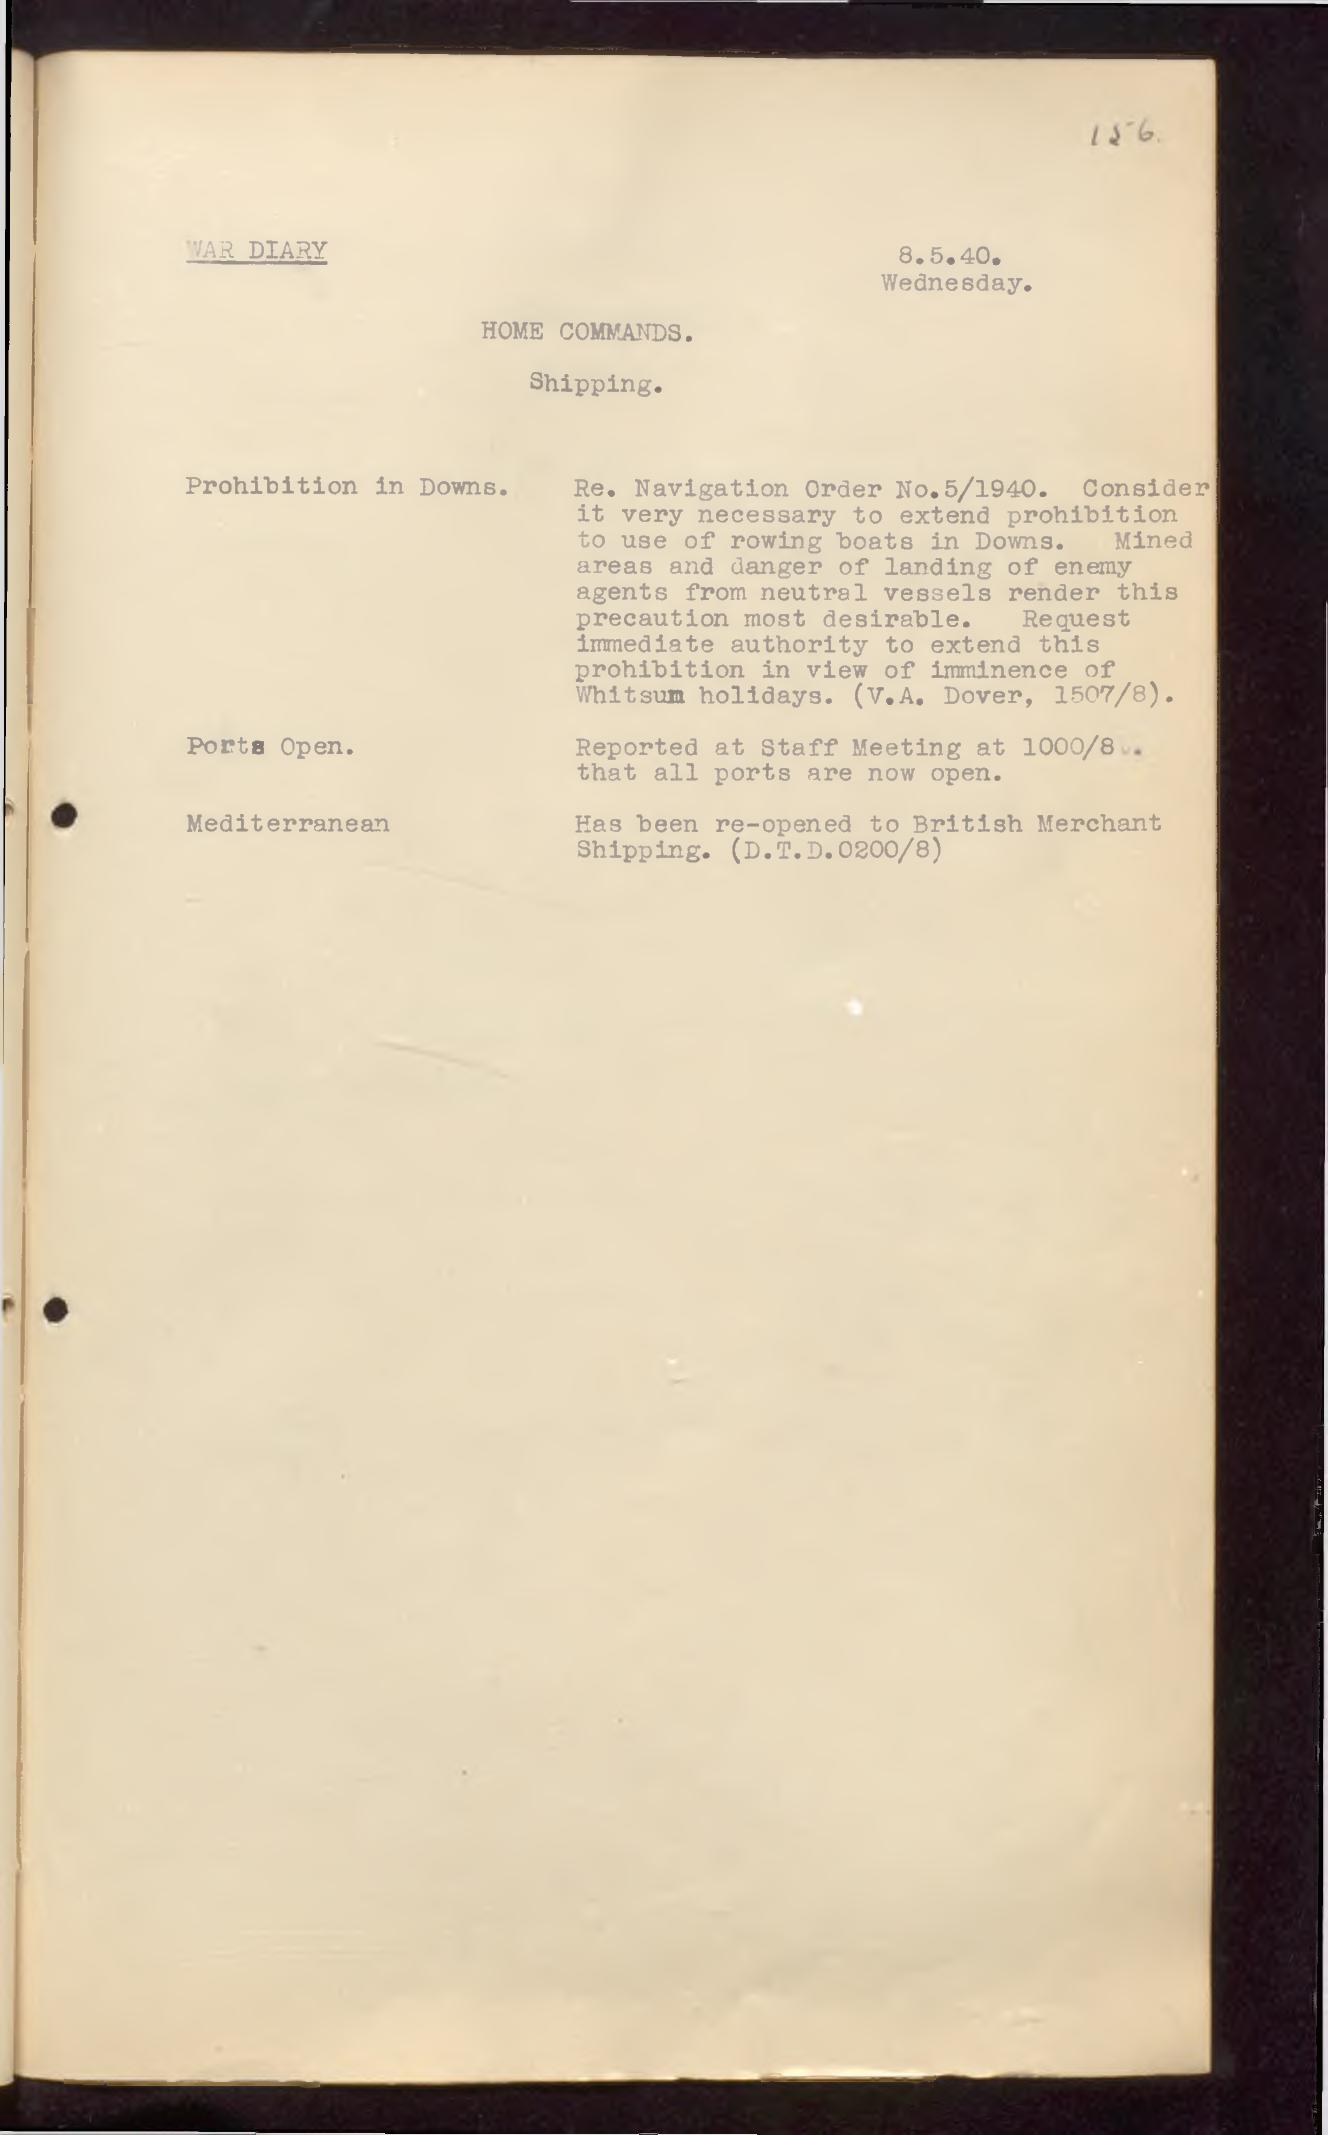 156.
WAR DIARY
8.5.40.
Wednesday.
HOME COMMANDS.
Shipping.
Prohibition in Downs. Re. Navigation Order No.5/1940. Consider
it very necessary to extend prohibition
to use of rowing boats in Downs. Mined
areas and danger of landing of enemy
agents from neutral vessels render this
precaution most desirable. Request
immediate authority to extend this
prohibition in view of imminence of
Whitsun holidays. (V.A. Dover, 1507/8).
Ports Open. Reported at Staff Meeting at 1000/8 .
that all ports are now open.
Mediterranean Has been re-opened to British Merchant
Shipping. (D.T.D.0200/8)